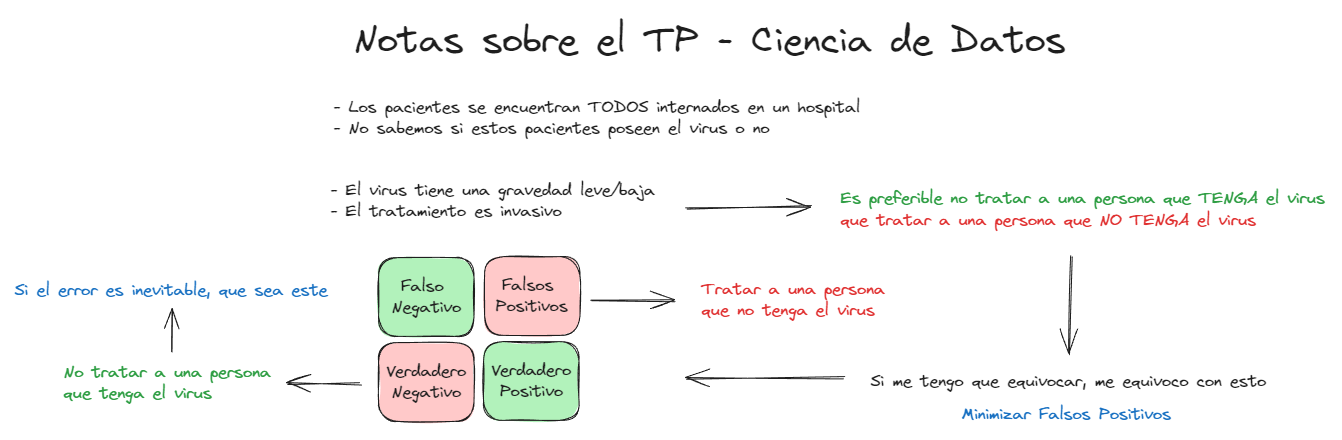 Notas sobre el TP - Ciencia de Datos
- Los pacientes se encuentran TODOS internados en un hospital
- No sabemos si estos pacientes poseen el virus o no
- El virus tiene una gravedad leve/baja
- El tratamiento es invasivo
Es preferible no tratar a una persona que TENGA el virus
que tratar a una persona que NO TENGA el virus
Si el error es inevitable, que sea este
Falso
Negativo
Falsos
Positivos
Tratar a una persona
que no tenga el virus
No tratar a una persona
que tenga el virus
Verdadero
Negativo
Verdadero
Positivo
Si me tengo que equivocar, me equivoco con esto
Minimizar Falsos Positivos